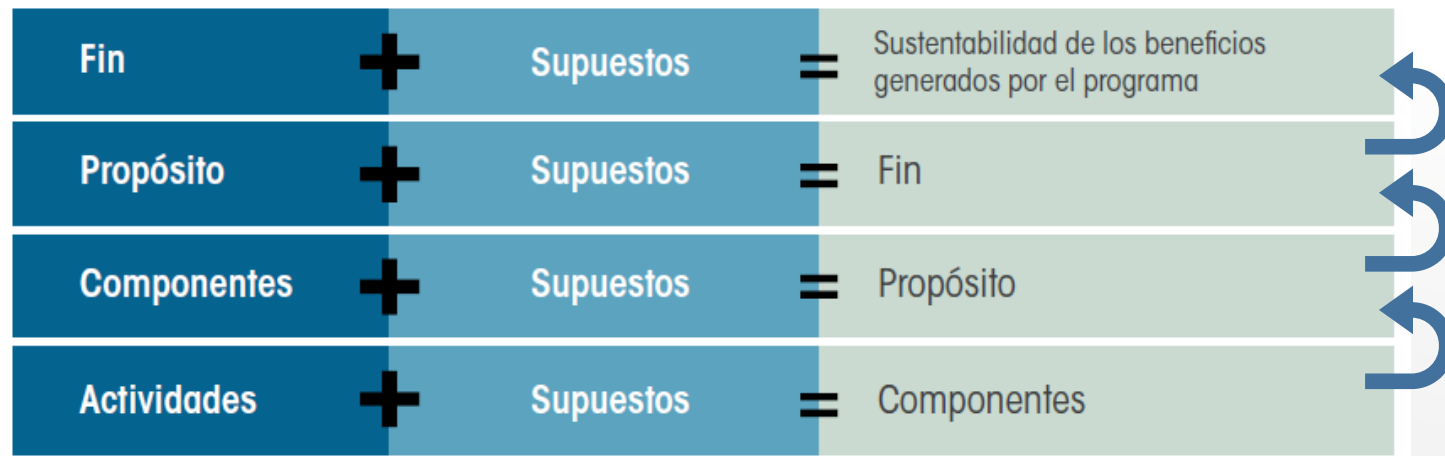 Fin + Supuestos = Sustentabilidad de los beneficios
generados por el programa
Propósito + Supuestos = Fin
Componentes + Supuestos = Propósito
Actividades + Supuestos = Componentes